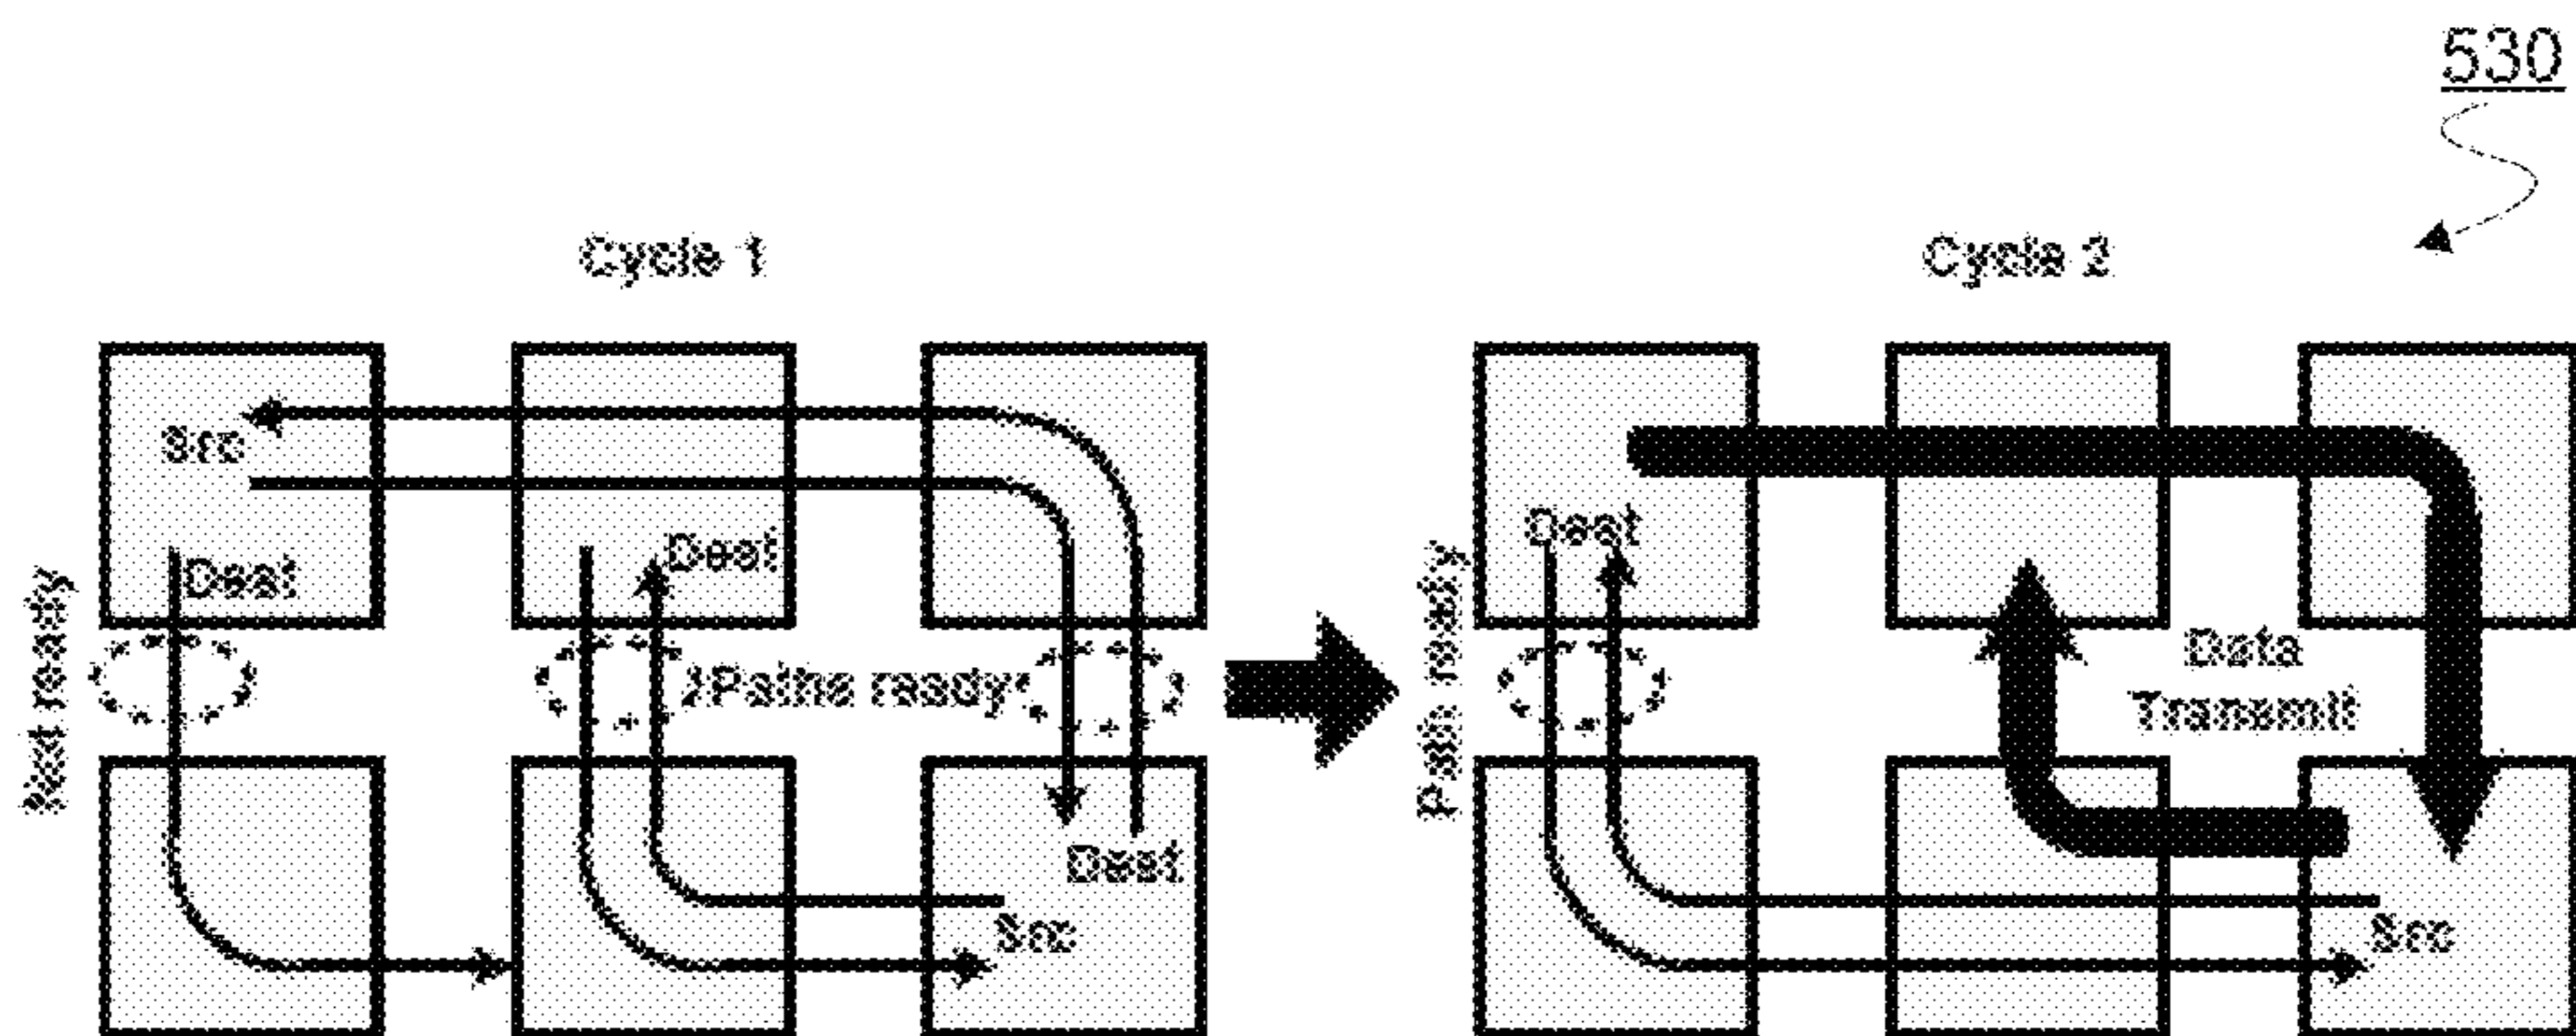 530
Cycle 1
Cycle 2
Src
Dest
Dest
Not ready
Paths ready
Dest
Src
Dest
Path ready
Data
Transmit
Src